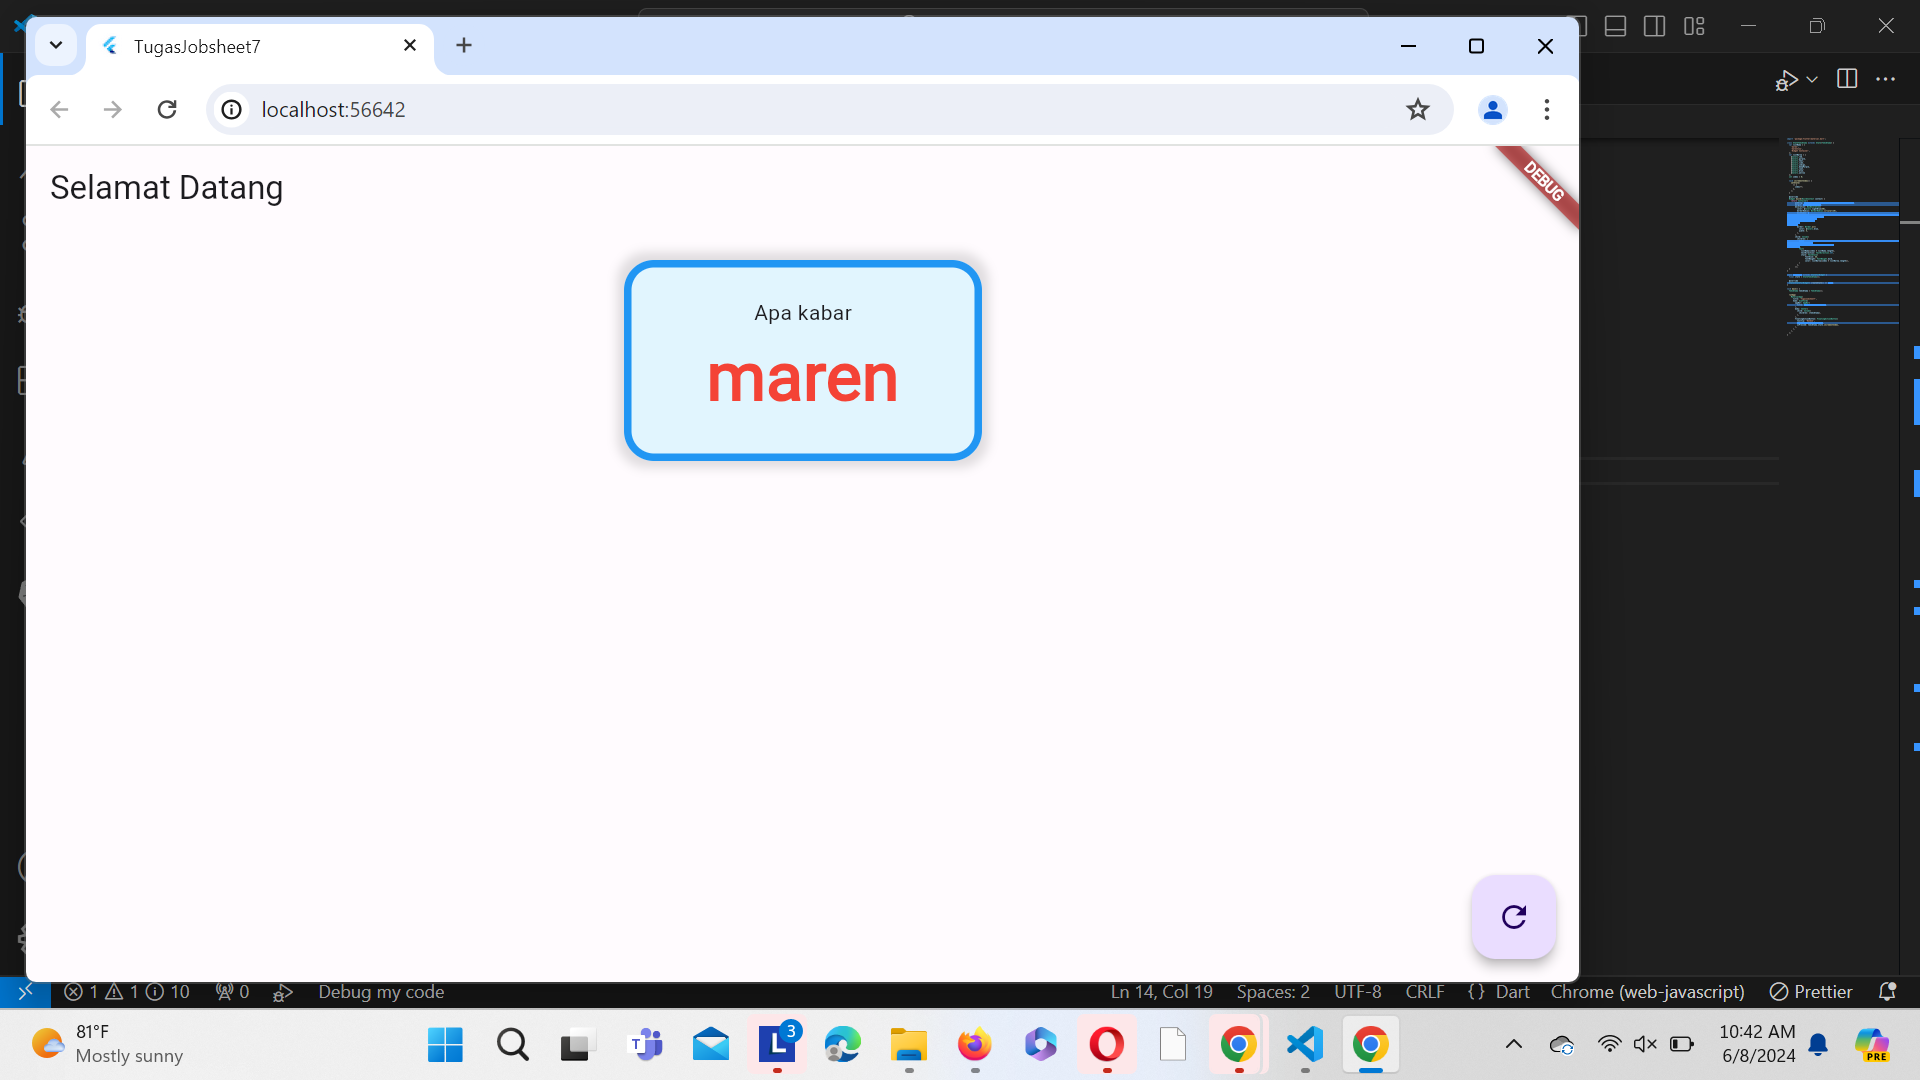 TugasJobsheet7
localhost:56642
Selamat Datang
DEBUG
Apa kabar
maren
1 1 10 0 Debug my code Ln 14, Col 19 Spaces: 2 UTF-8 CRLF {} Dart Chrome (web-javascript) Prettier
81°F
Mostly sunny
T
L
3
10:42 AM
6/8/2024
PRE